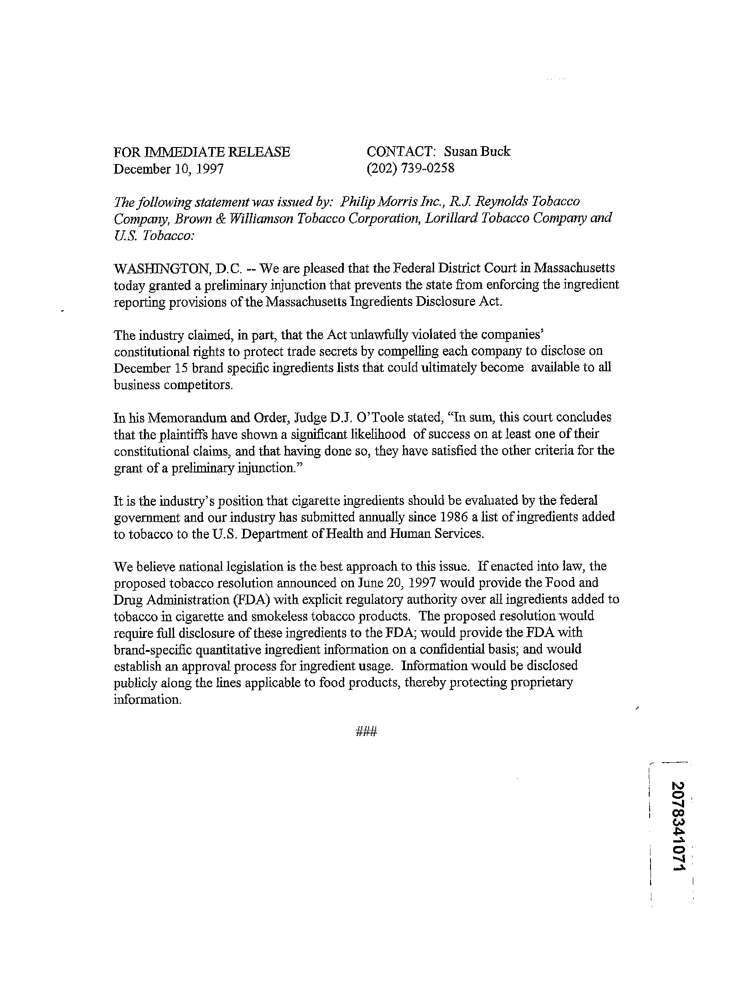 FOR IMMEDIATE RELEASE
December 10, 1997
CONTACT: Susan Buck
(202) 739-0258
The following statement was issued by: Philip Morris Inc., R.J. Reynolds Tobacco
Company, Brown & Williamson Tobacco Corporation, Lorillard Tobacco Company and
U.S. Tobacco:
WASHINGTON, D.C. -- We are pleased that the Federal District Court in Massachusetts
today granted a preliminary injunction that prevents the state from enforcing the ingredient
reporting provisions of the Massachusetts Ingredients Disclosure Act.
The industry claimed, in part, that the Act unlawfully violated the companies'
constitutional rights to protect trade secrets by compelling each company to disclose on
December 15 brand specific ingredients lists that could ultimately become available to all
business competitors.
In his Memorandum and Order, Judge D.J. O'Toole stated, "In sum, this court concludes
that the plaintiffs have shown a significant likelihood of success on at least one of their
constitutional claims, and that having done so, they have satisfied the other criteria for the
grant of a preliminary injunction."
It is the industry's position that cigarette ingredients should be evaluated by the federal
government and our industry has submitted annually since 1986 a list of ingredients added
to tobacco to the U.S. Department of Health and Human Services.
We believe national legislation is the best approach to this issue. If enacted into law, the
proposed tobacco resolution announced on June 20, 1997 would provide the Food and
Drug Administration (FDA) with explicit regulatory authority over all ingredients added to
tobacco in cigarette and smokeless tobacco products. The proposed resolution would
require full disclosure of these ingredients to the FDA; would provide the FDA with
brand-specific quantitative ingredient information on a confidential basis; and would
establish an approval process for ingredient usage. Information would be disclosed
publicly along the lines applicable to food products, thereby protecting proprietary
information.
###
2078341071